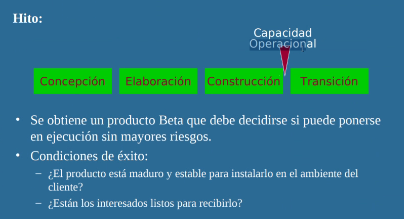 Hito:
Capacidad
Operacional
Concepción Elaboración Construcción Transición
• Se obtiene un producto Beta que debe decidirse si puede ponerse
en ejecución sin mayores riesgos.
• Condiciones de éxito:
– ¿El producto está maduro y estable para instalarlo en el ambiente del
cliente?
– ¿Están los interesados listos para recibirlo?